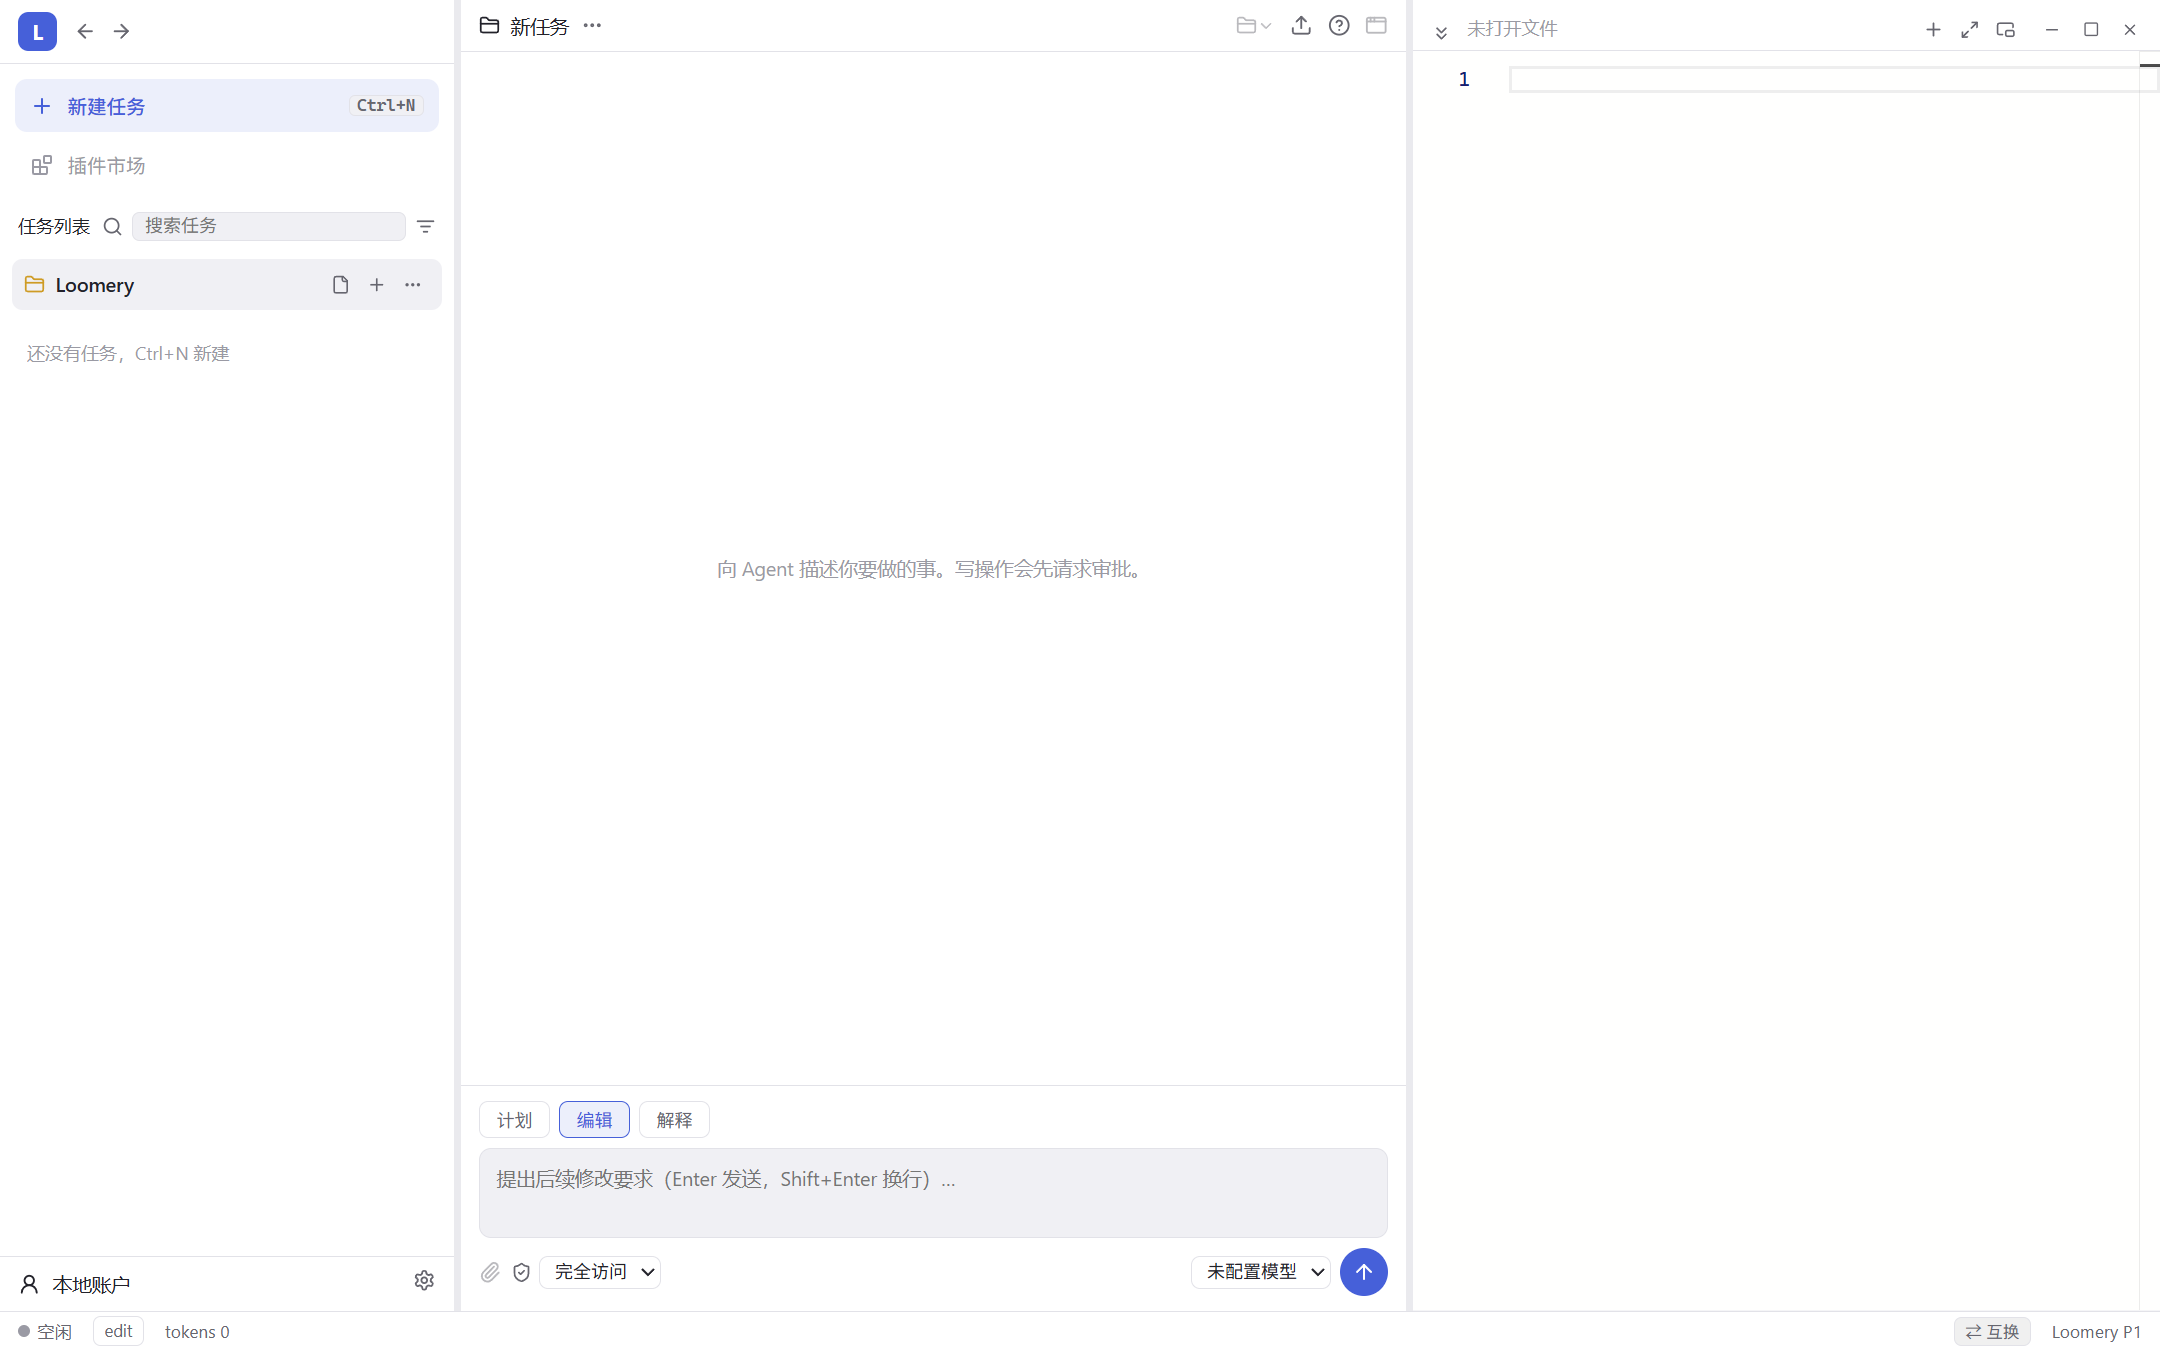 L
新建任务 Ctrl+N
插件市场
任务列表 搜索任务
Loomery
还没有任务，Ctrl+N 新建
本地账户
新任务
向 Agent 描述你要做的事。写操作会先请求审批。
计划 编辑 解释
提出后续修改要求（Enter 发送，Shift+Enter 换行）...
完全访问 未配置模型
未打开文件
1
空闲 edit tokens 0 互换 Loomery P1